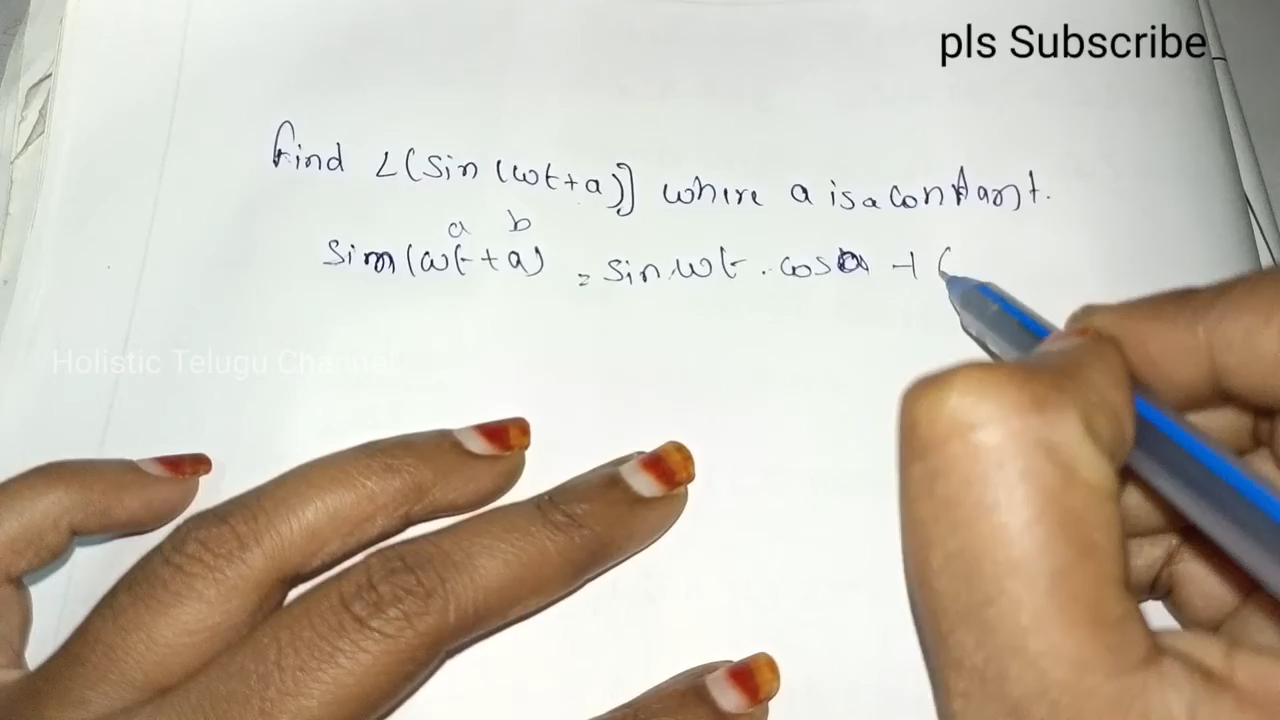 pls Subscribe
Find L(Sin (ωt+a)] where a is a constant.
a b
Sin(ωt+a) = sin ωt . cos a + (
Holistic Telugu Channel